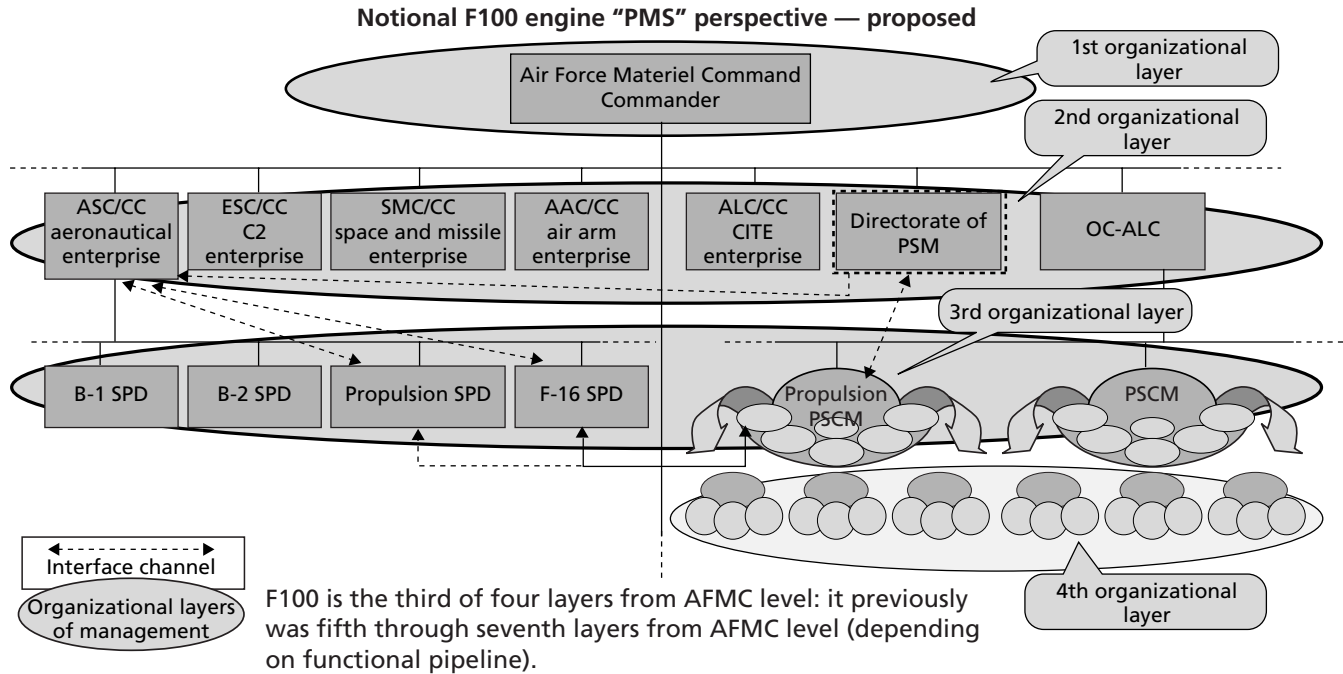 Notional F100 engine “PMS” perspective — proposed
1st organizational
layer
Air Force Materiel Command
Commander
2nd organizational
layer
ASC/CC
aeronautical
enterprise
ESC/CC
C2
enterprise
SMC/CC
space and missile
enterprise
AAC/CC
air arm
enterprise
ALC/CC
CITE
enterprise
Directorate of
PSM
OC-ALC
3rd organizational layer
B-1 SPD
B-2 SPD
Propulsion SPD
F-16 SPD
Propulsion
PSCM
PSCM
Interface channel
Organizational layers
of management
4th organizational
layer
F100 is the third of four layers from AFMC level: it previously
was fifth through seventh layers from AFMC level (depending
on functional pipeline).